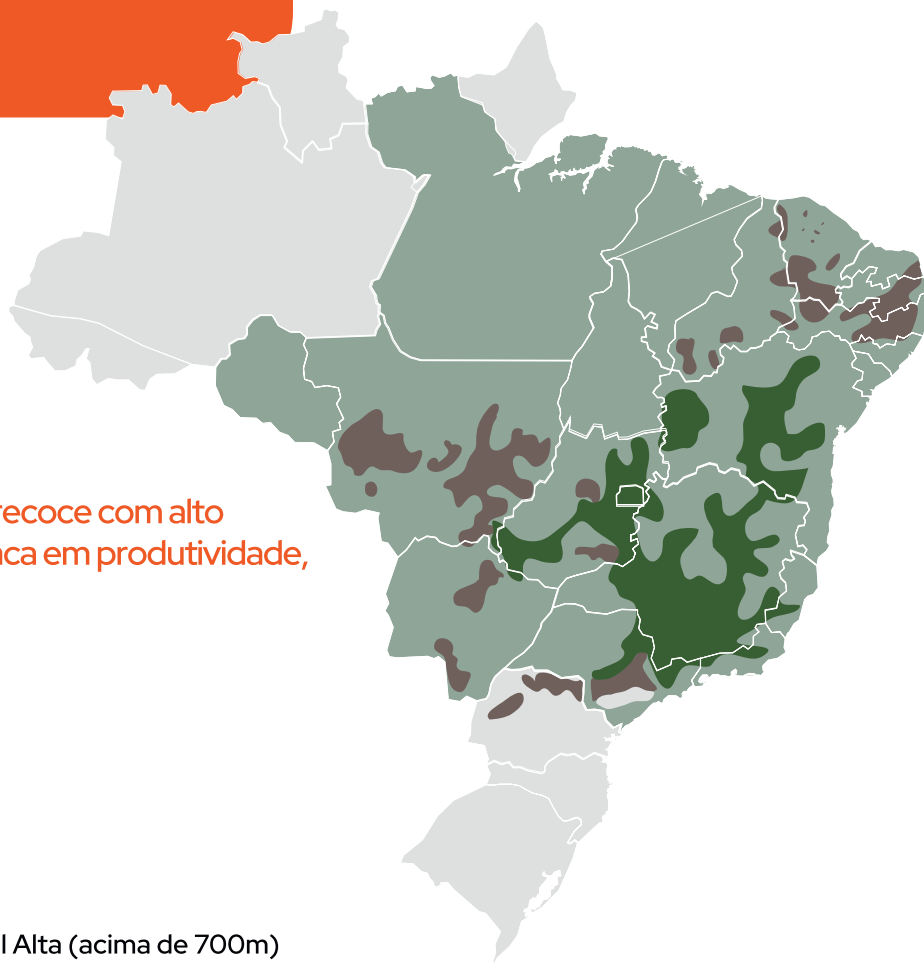 recoce com alto
aca em produtividade,
l Alta (acima de 700m)